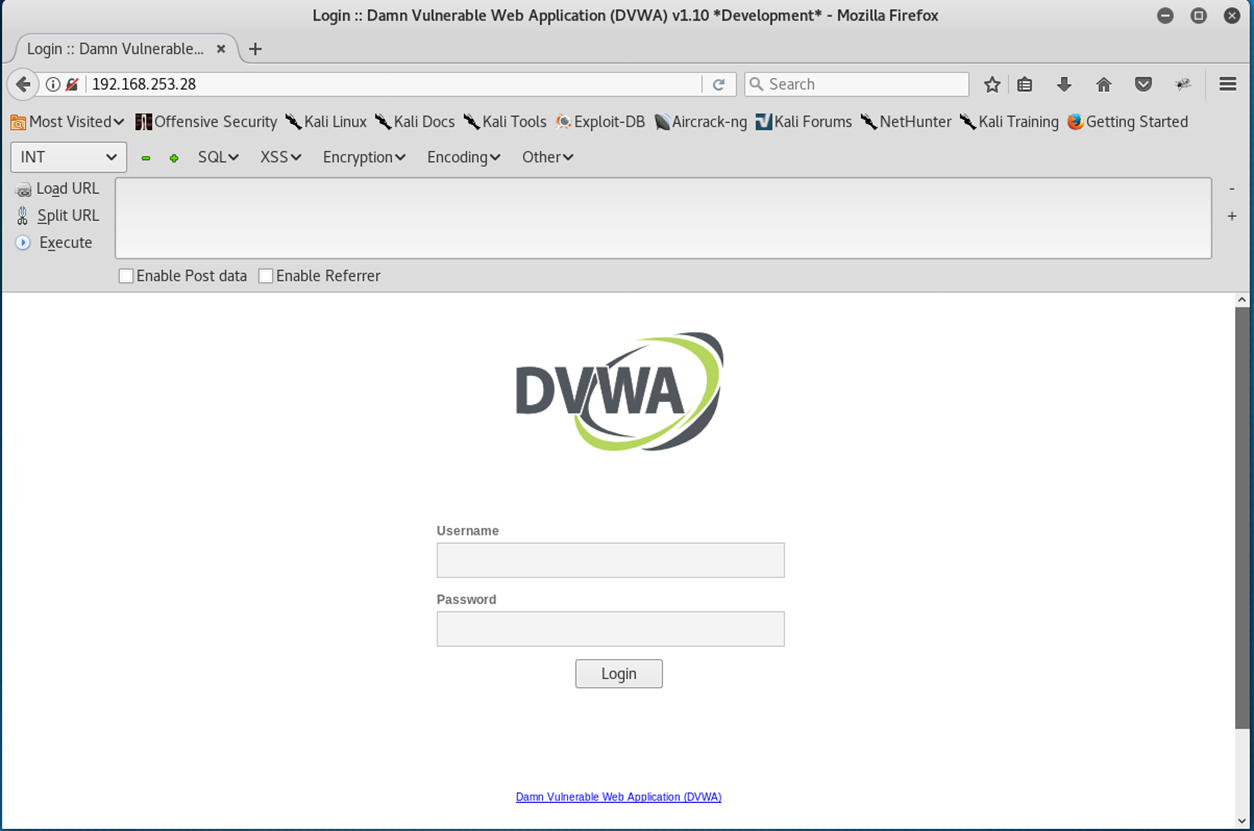 Login :: Damn Vulnerable Web Application (DVWA) v1.10 *Development* - Mozilla Firefox
Login :: Damn Vulnerable...
192.168.253.28 Search
Most Visited Offensive Security Kali Linux Kali Docs Kali Tools Exploit-DB Aircrack-ng Kali Forums NetHunter Kali Training Getting Started
INT SQL XSS Encryption Encoding Other
Load URL
Split URL
Execute
Enable Post data Enable Referrer
DVWA
Username
Password
Login
Damn Vulnerable Web Application (DVWA)